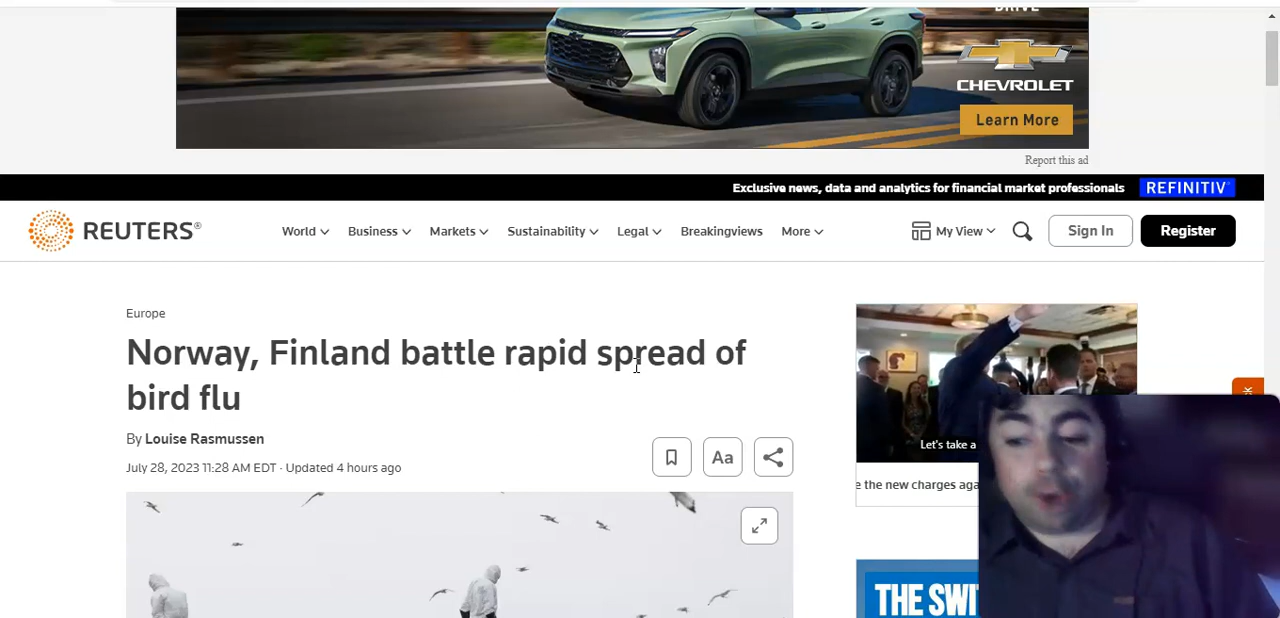 DRIVE
CHEVROLET
Learn More
Report this ad
Exclusive news, data and analytics for financial market professionals REFINITIV
REUTERS® World Business Markets Sustainability Legal Breakingviews More My View Sign In Register
Europe
Norway, Finland battle rapid spread of
bird flu
By Louise Rasmussen
July 28, 2023 11:28 AM EDT · Updated 4 hours ago
Aa
Let's take a
e the new charges aga
THE SWI